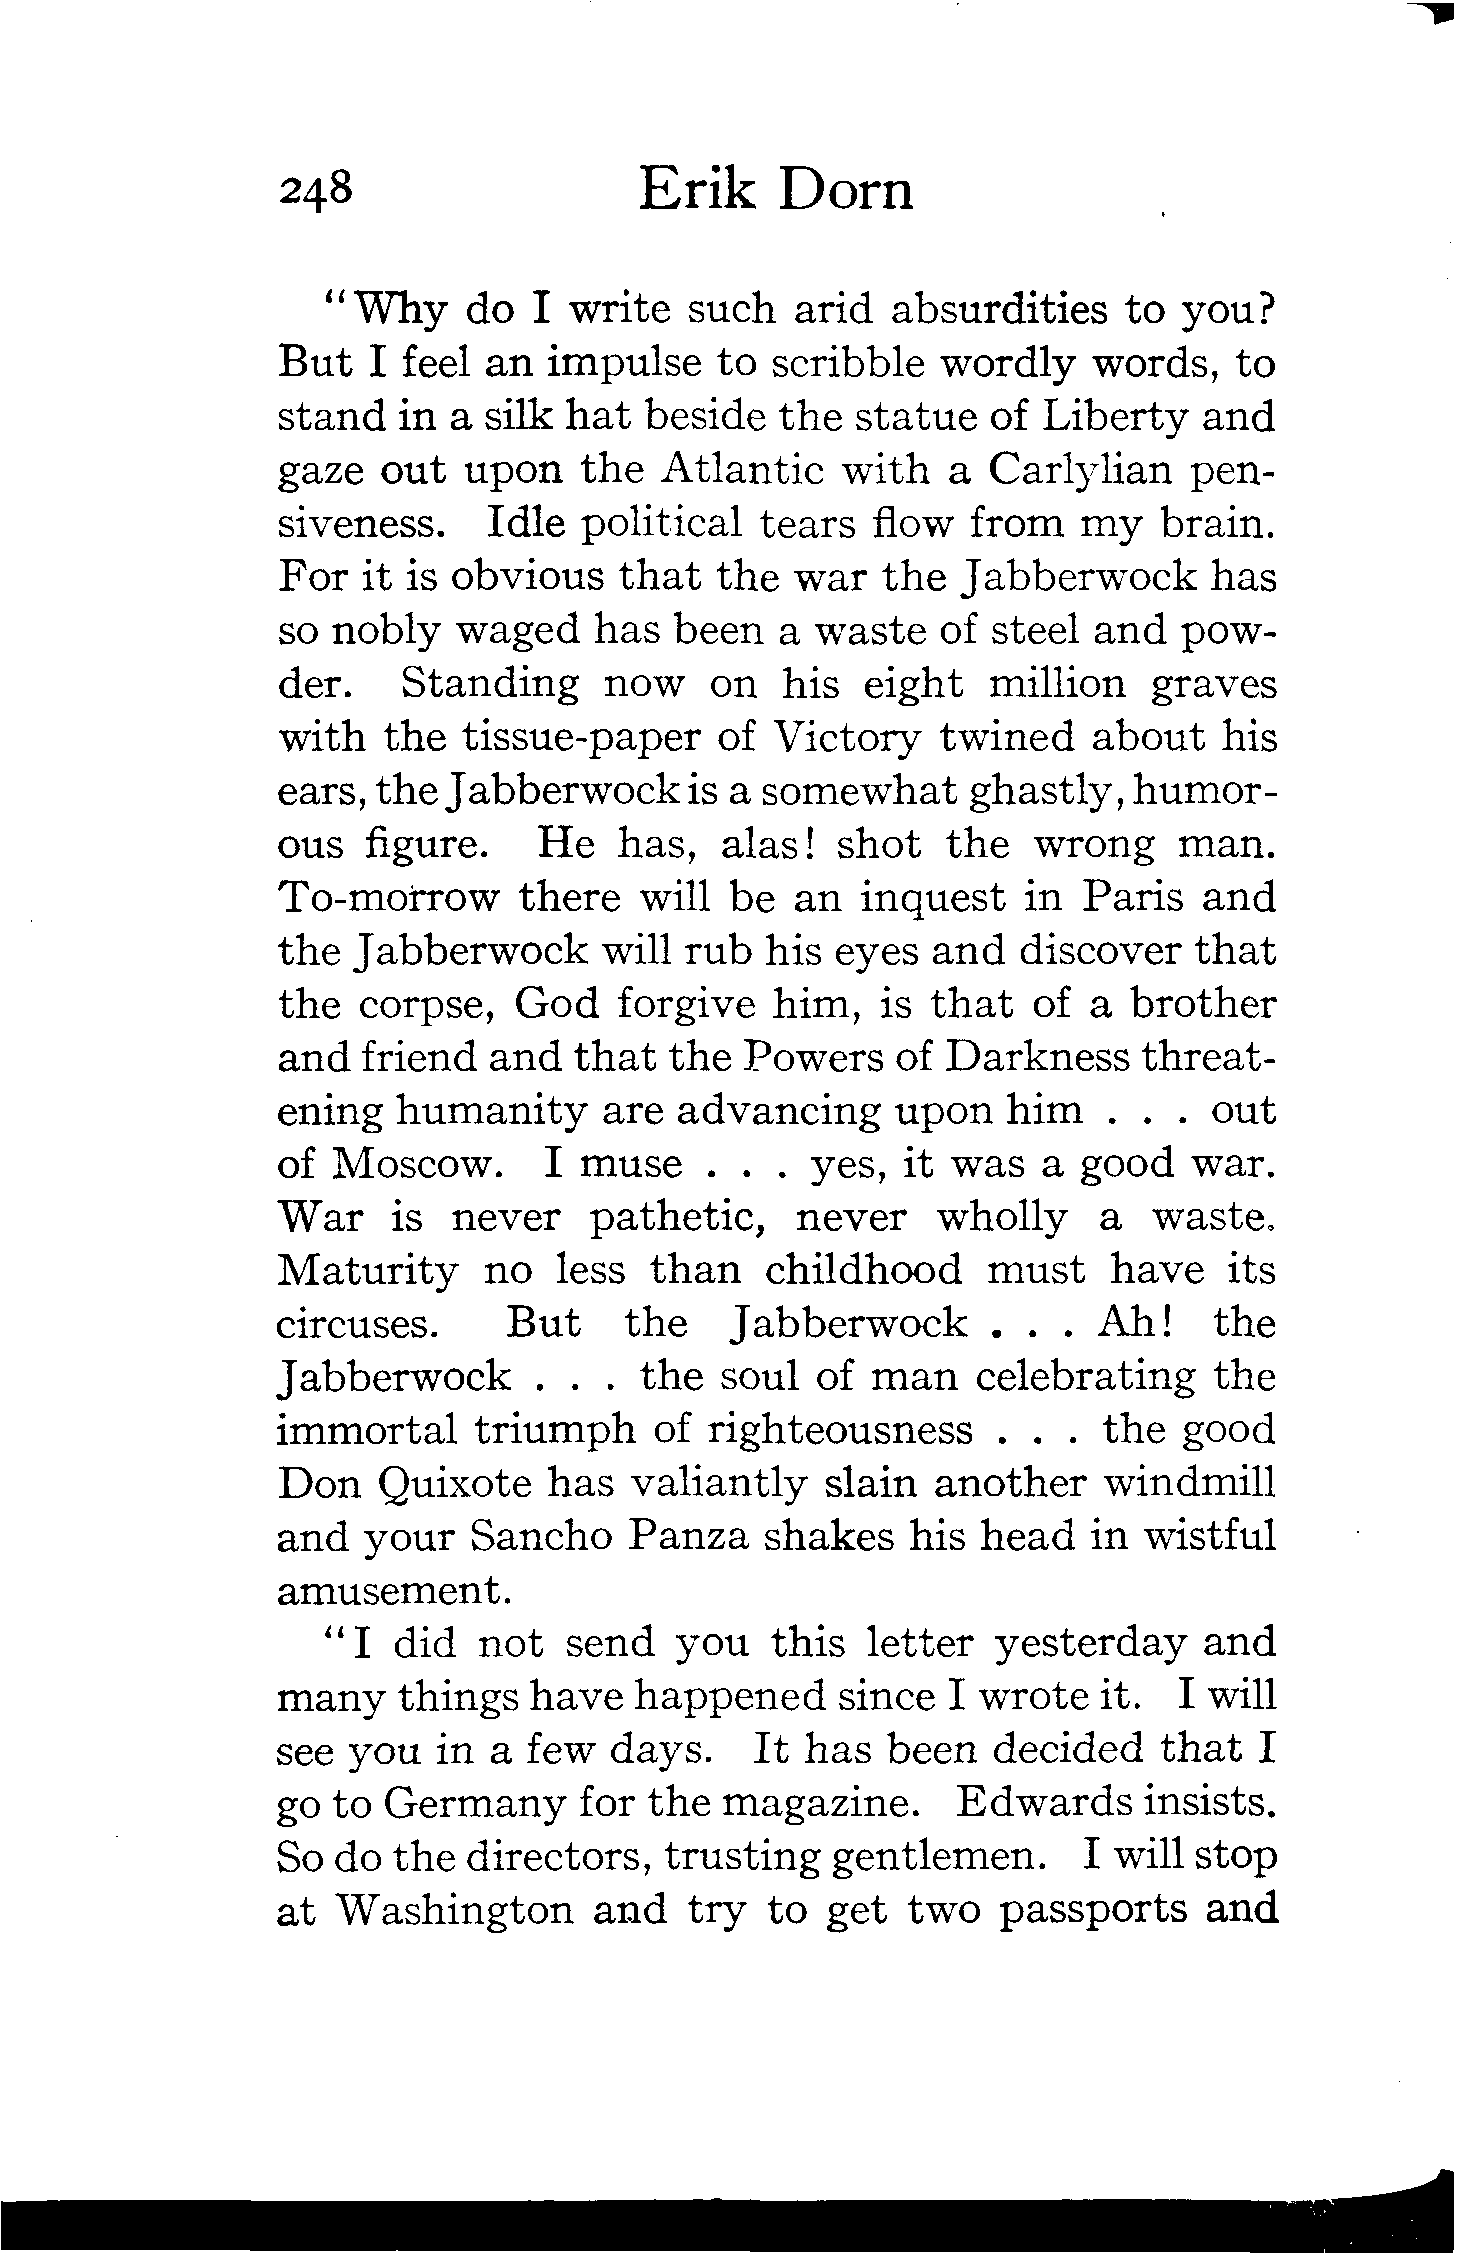 248 Erik Dorn
“Why do I write such arid absurdities to you?
But I feel an impulse to scribble wordly words, to
stand in a silk hat beside the statue of Liberty and
gaze out upon the Atlantic with a Carlylian pen-
siveness. Idle political tears flow from my brain.
For it is obvious that the war the Jabberwock has
so nobly waged has been a waste of steel and pow-
der. Standing now on his eight million graves
with the tissue-paper of Victory twined about his
ears, the Jabberwock is a somewhat ghastly, humor-
ous figure. He has, alas! shot the wrong man.
To-morrow there will be an inquest in Paris and
the Jabberwock will rub his eyes and discover that
the corpse, God forgive him, is that of a brother
and friend and that the Powers of Darkness threat-
ening humanity are advancing upon him . . . out
of Moscow. I muse . . . yes, it was a good war.
War is never pathetic, never wholly a waste.
Maturity no less than childhood must have its
circuses. But the Jabberwock . . . Ah! the
Jabberwock . . . the soul of man celebrating the
immortal triumph of righteousness . . . the good
Don Quixote has valiantly slain another windmill
and your Sancho Panza shakes his head in wistful
amusement.
“I did not send you this letter yesterday and
many things have happened since I wrote it. I will
see you in a few days. It has been decided that I
go to Germany for the magazine. Edwards insists.
So do the directors, trusting gentlemen. I will stop
at Washington and try to get two passports and